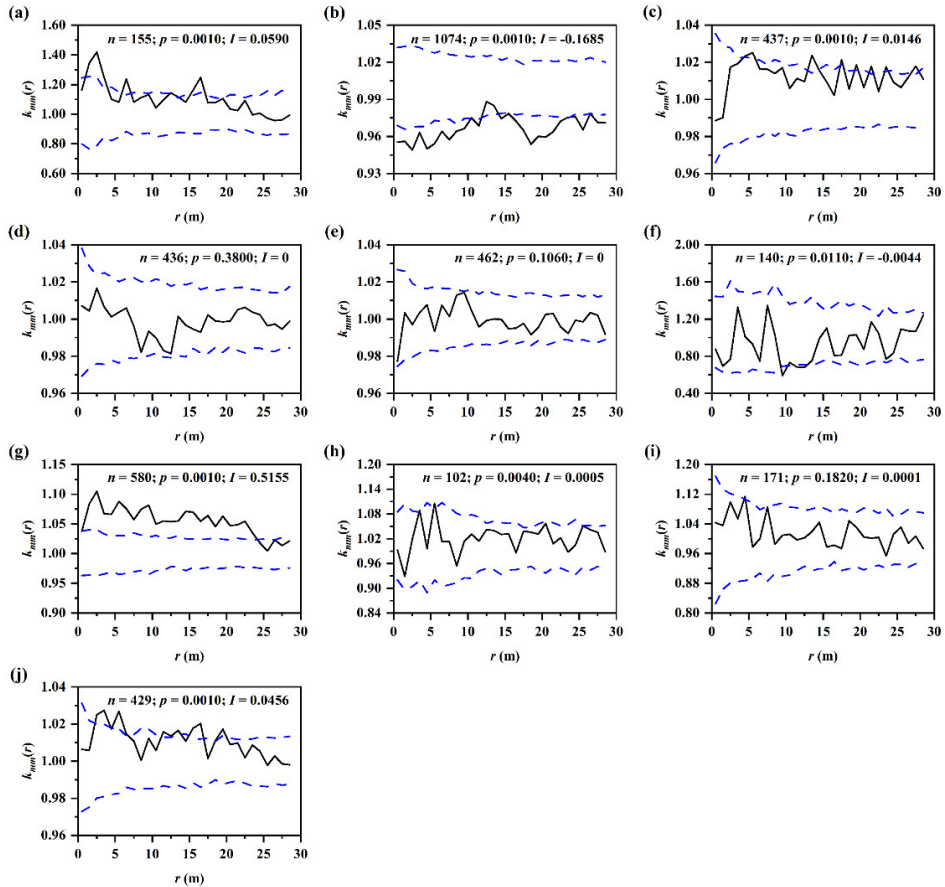 (a)
n = 155; p = 0.0010; I = 0.0590
kmm(r)
1.60
1.40
1.20
1.00
0.80
0.60
0 5 10 15 20 25 30
r (m)
(b)
n = 1074; p = 0.0010; I = -0.1685
kmm(r)
1.05
1.02
0.99
0.96
0.93
0 5 10 15 20 25 30
r (m)
(c)
n = 437; p = 0.0010; I = 0.0146
kmm(r)
1.04
1.02
1.00
0.98
0.96
0 5 10 15 20 25 30
r (m)
(d)
n = 436; p = 0.3800; I = 0
kmm(r)
1.04
1.02
1.00
0.98
0.96
0 5 10 15 20 25 30
r (m)
(e)
n = 462; p = 0.1060; I = 0
kmm(r)
1.04
1.02
1.00
0.98
0.96
0 5 10 15 20 25 30
r (m)
(f)
n = 140; p = 0.0110; I = -0.0044
kmm(r)
2.00
1.60
1.20
0.80
0.40
0 5 10 15 20 25 30
r (m)
(g)
n = 580; p = 0.0010; I = 0.5155
kmm(r)
1.15
1.10
1.05
1.00
0.95
0.90
0 5 10 15 20 25 30
r (m)
(h)
n = 102; p = 0.0040; I = 0.0005
kmm(r)
1.20
1.08
1.02
0.96
0.90
0.84
0 5 10 15 20 25 30
r (m)
(i)
n = 171; p = 0.1820; I = 0.0001
kmm(r)
1.20
1.12
1.04
0.96
0.88
0.80
0 5 10 15 20 25 30
r (m)
(j)
n = 429; p = 0.0010; I = 0.0456
kmm(r)
1.04
1.02
1.00
0.98
0.96
0 5 10 15 20 25 30
r (m)